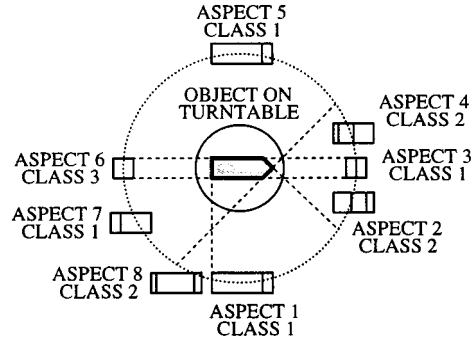 ASPECT 5
CLASS 1
OBJECT ON
TURNTABLE
ASPECT 4
CLASS 2
ASPECT 6
CLASS 3
ASPECT 3
CLASS 1
ASPECT 7
CLASS 1
ASPECT 2
CLASS 2
ASPECT 8
CLASS 2
ASPECT 1
CLASS 1